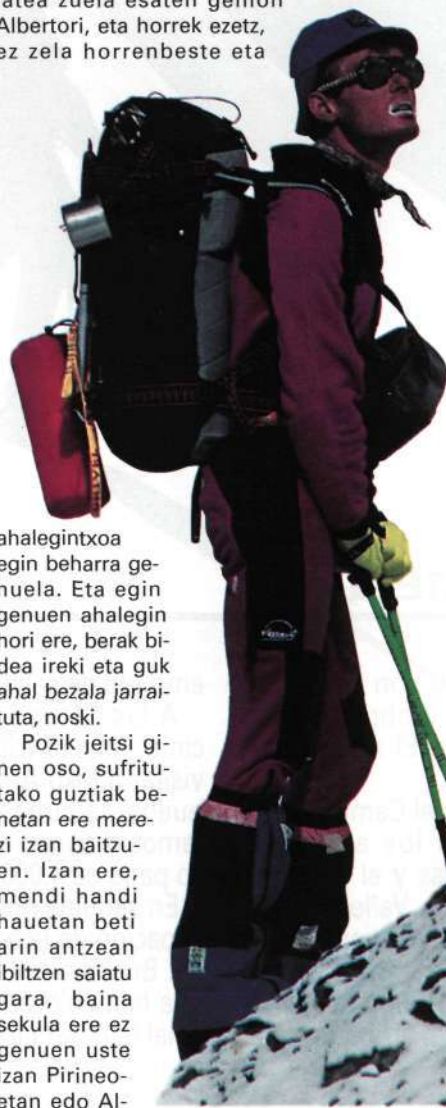 atea zuela esaten genion
Albertori, eta horrek ezetz,
ez zela horrenbeste eta
ahalegintxoa
egin beharra ge-
nuela. Eta egin
genuen ahalegin
hori ere, berak bi-
dea ireki eta guk
ahal bezala jarrai-
tuta, noski.
Pozik jeitsi gi-
nen oso, sufritu-
tako guztiak be-
netan ere mere-
zi izan baitzu-
en. Izan ere,
mendi handi
hauetan beti
arin antzean
ibiltzen saiatu
gara, baina
sekula ere ez
genuen uste
izan Pirineo-
etan edo Al-